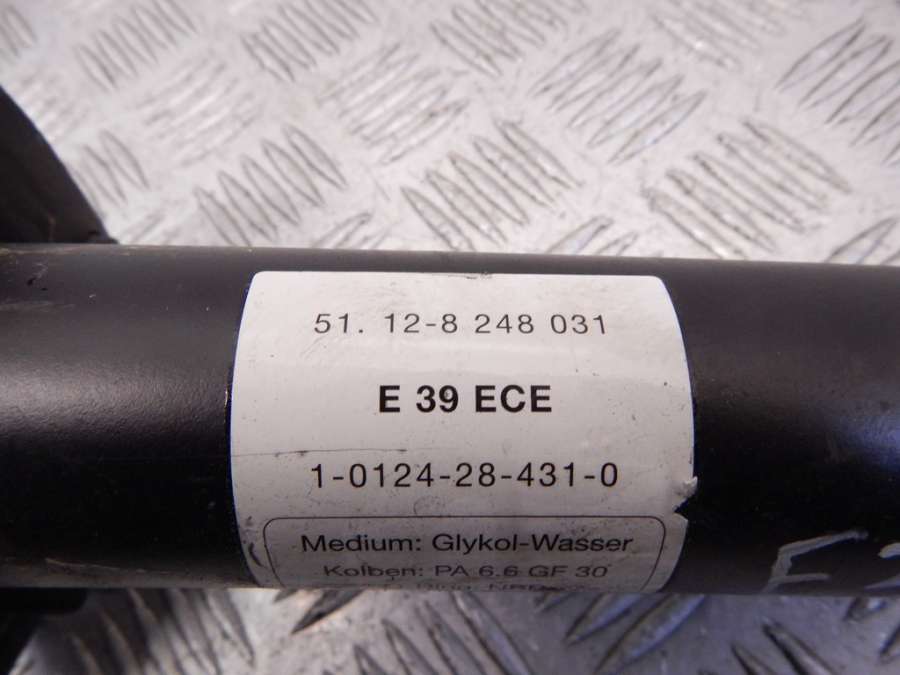 51. 12-8 248 031
E 39 ECE
1-0124-28-431-0
Medium: Glykol-Wasser
Kolben: PA 6.6 GF 30